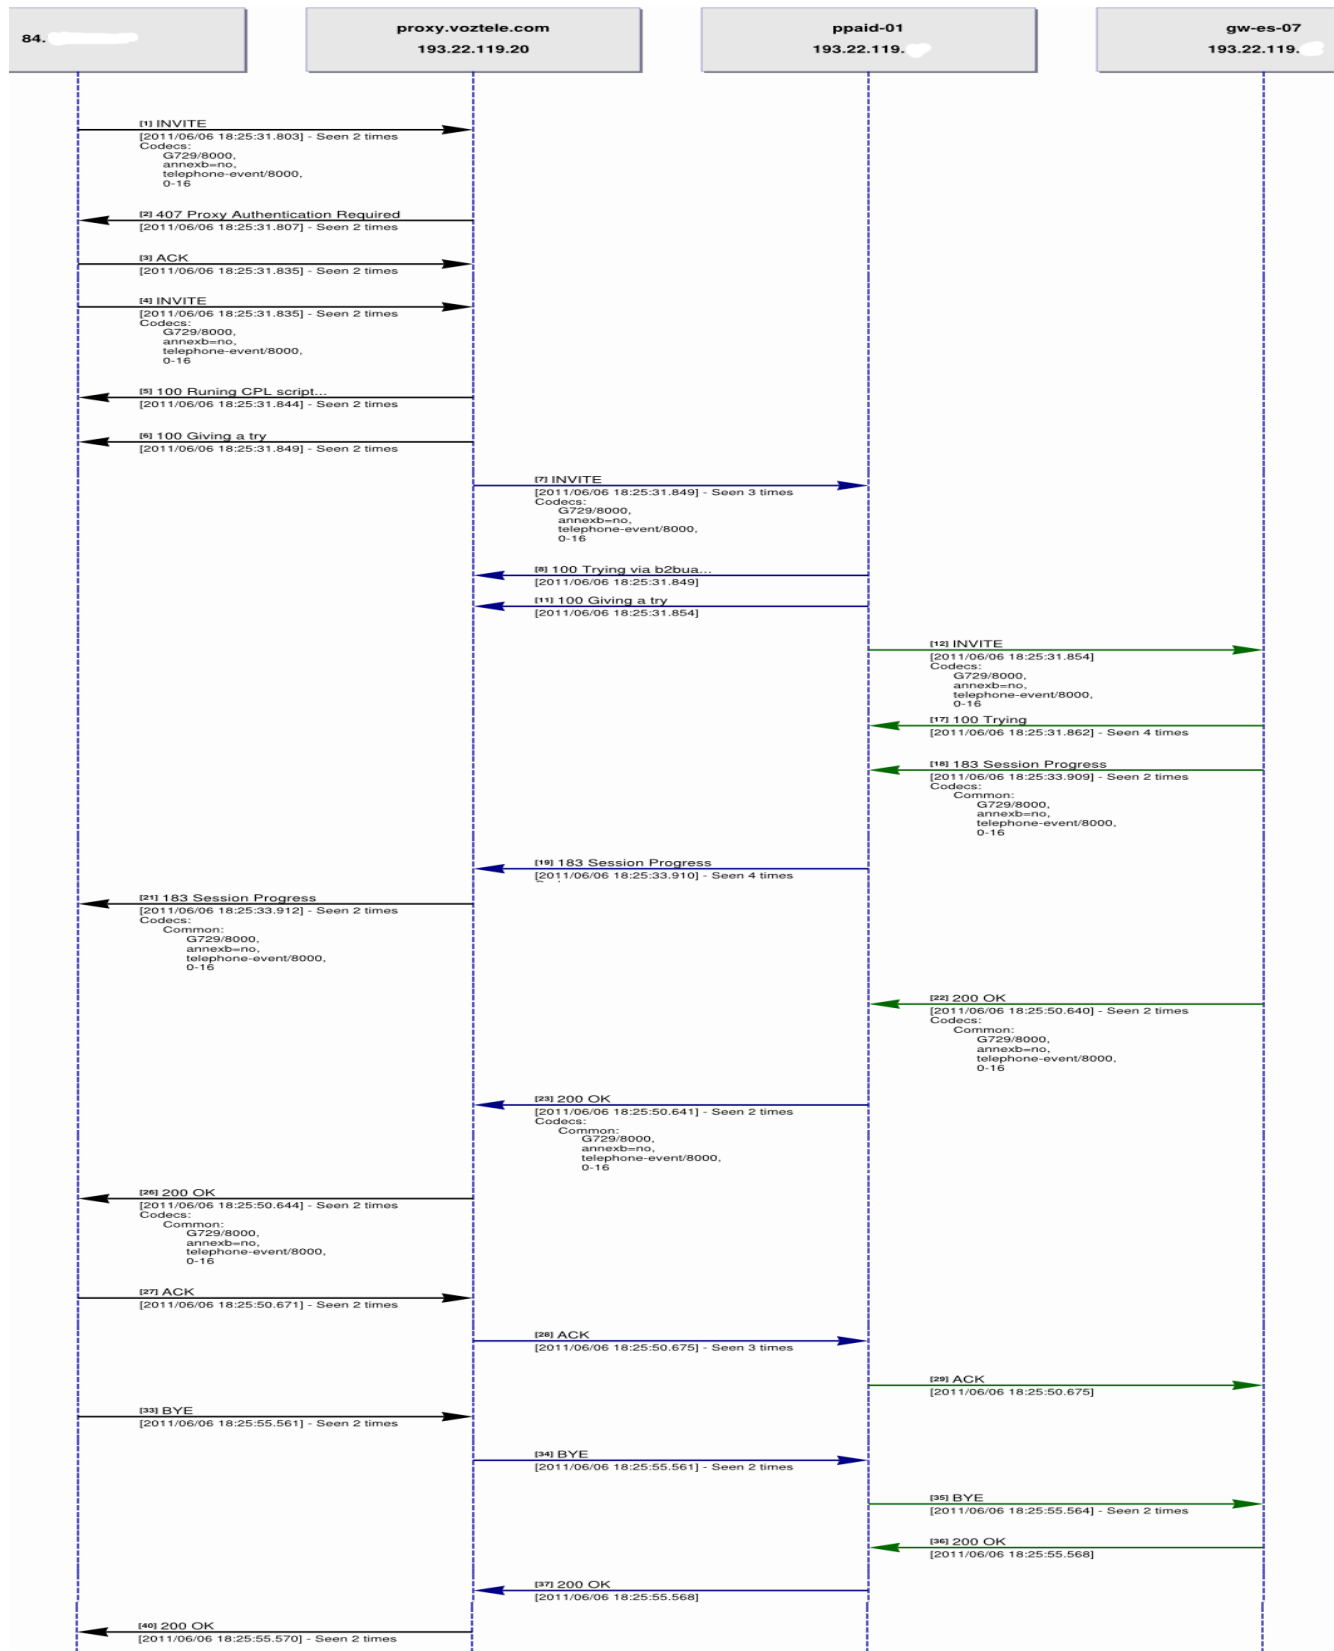 84.
proxy.voztele.com
193.22.119.20
ppaid-01
193.22.119.
gw-es-07
193.22.119.
[1] INVITE
[2011/06/06 18:25:31.803] - Seen 2 times
Codecs:
G729/8000,
annexb=no,
telephone-event/8000,
0-16
[2] 407 Proxy Authentication Required
[2011/06/06 18:25:31.807] - Seen 2 times
[3] ACK
[2011/06/06 18:25:31.835] - Seen 2 times
[4] INVITE
[2011/06/06 18:25:31.835] - Seen 2 times
Codecs:
G729/8000,
annexb=no,
telephone-event/8000,
0-16
[5] 100 Runing CPL script...
[2011/06/06 18:25:31.844] - Seen 2 times
[6] 100 Giving a try
[2011/06/06 18:25:31.849] - Seen 2 times
[7] INVITE
[2011/06/06 18:25:31.849] - Seen 3 times
Codecs:
G729/8000,
annexb=no,
telephone-event/8000,
0-16
[8] 100 Trying via b2bua...
[2011/06/06 18:25:31.849]
[11] 100 Giving a try
[2011/06/06 18:25:31.854]
[12] INVITE
[2011/06/06 18:25:31.854]
Codecs:
G729/8000,
annexb=no,
telephone-event/8000,
0-16
[17] 100 Trying
[2011/06/06 18:25:31.862] - Seen 4 times
[18] 183 Session Progress
[2011/06/06 18:25:33.909] - Seen 2 times
Codecs:
Common:
G729/8000,
annexb=no,
telephone-event/8000,
0-16
[19] 183 Session Progress
[2011/06/06 18:25:33.910] - Seen 4 times
[21] 183 Session Progress
[2011/06/06 18:25:33.912] - Seen 2 times
Codecs:
Common:
G729/8000,
annexb=no,
telephone-event/8000,
0-16
[22] 200 OK
[2011/06/06 18:25:50.640] - Seen 2 times
Codecs:
Common:
G729/8000,
annexb=no,
telephone-event/8000,
0-16
[23] 200 OK
[2011/06/06 18:25:50.641] - Seen 2 times
Codecs:
Common:
G729/8000,
annexb=no,
telephone-event/8000,
0-16
[26] 200 OK
[2011/06/06 18:25:50.644] - Seen 2 times
Codecs:
Common:
G729/8000,
annexb=no,
telephone-event/8000,
0-16
[27] ACK
[2011/06/06 18:25:50.671] - Seen 2 times
[28] ACK
[2011/06/06 18:25:50.675] - Seen 3 times
[29] ACK
[2011/06/06 18:25:50.675]
[33] BYE
[2011/06/06 18:25:55.561] - Seen 2 times
[34] BYE
[2011/06/06 18:25:55.561] - Seen 2 times
[35] BYE
[2011/06/06 18:25:55.564] - Seen 2 times
[36] 200 OK
[2011/06/06 18:25:55.568]
[37] 200 OK
[2011/06/06 18:25:55.568]
[40] 200 OK
[2011/06/06 18:25:55.570] - Seen 2 times